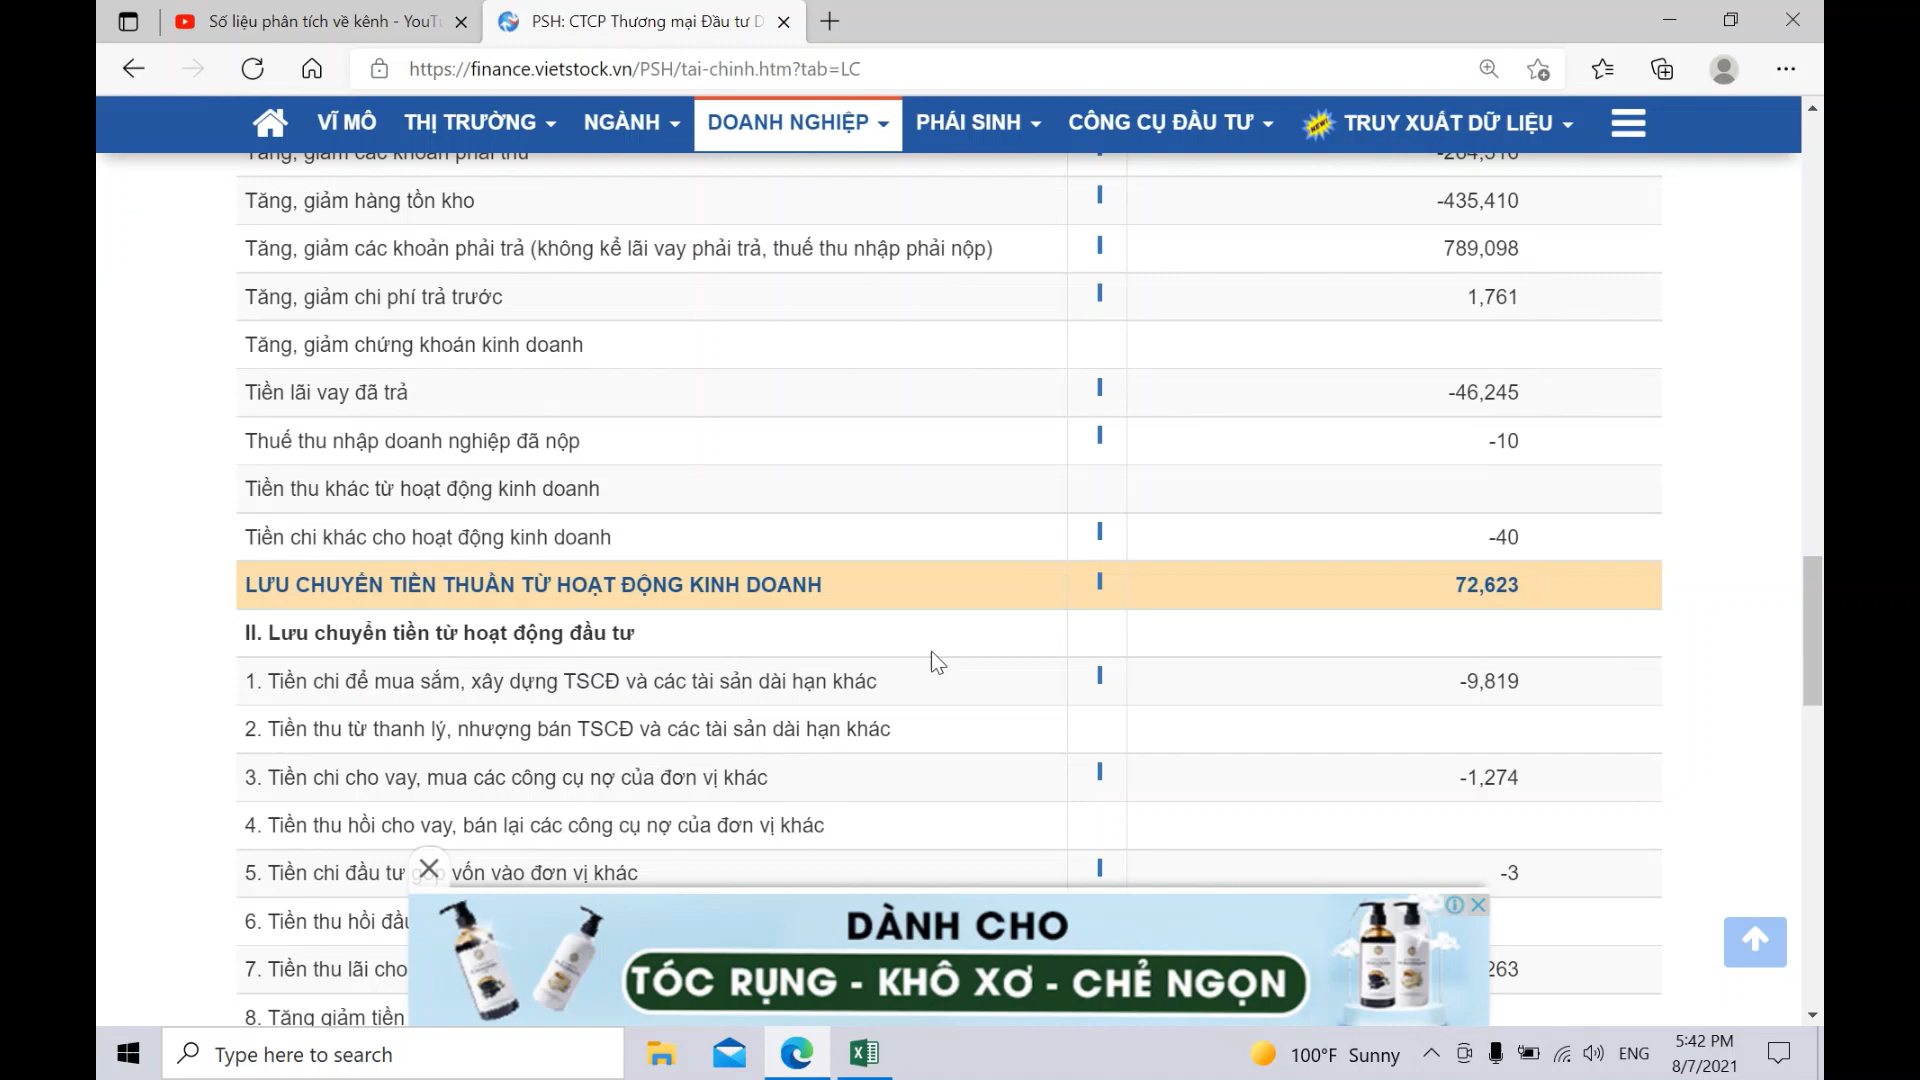 Số liệu phân tích về kênh - YouT
PSH: CTCP Thương mại Đầu tư D
https://finance.vietstock.vn/PSH/tai-chinh.htm?tab=LC
VĨ MÔ THỊ TRƯỜNG NGÀNH DOANH NGHIỆP PHÁI SINH CÔNG CỤ ĐẦU TƯ TRUY XUẤT DỮ LIỆU
Tăng, giảm các khoản phải thu
Tăng, giảm hàng tồn kho -435,410
Tăng, giảm các khoản phải trả (không kể lãi vay phải trả, thuế thu nhập phải nộp) 789,098
Tăng, giảm chi phí trả trước 1,761
Tăng, giảm chứng khoán kinh doanh
Tiền lãi vay đã trả -46,245
Thuế thu nhập doanh nghiệp đã nộp -10
Tiền thu khác từ hoạt động kinh doanh
Tiền chi khác cho hoạt động kinh doanh -40
LƯU CHUYỂN TIỀN THUẦN TỪ HOẠT ĐỘNG KINH DOANH 72,623
II. Lưu chuyển tiền từ hoạt động đầu tư
1. Tiền chi để mua sắm, xây dựng TSCĐ và các tài sản dài hạn khác -9,819
2. Tiền thu từ thanh lý, nhượng bán TSCĐ và các tài sản dài hạn khác
3. Tiền chi cho vay, mua các công cụ nợ của đơn vị khác -1,274
4. Tiền thu hồi cho vay, bán lại các công cụ nợ của đơn vị khác
5. Tiền chi đầu tư góp vốn vào đơn vị khác -3
6. Tiền thu hồi đầu
7. Tiền thu lãi cho 263
8. Tăng giảm tiền
DÀNH CHO
TÓC RỤNG - KHÔ XƠ - CHẺ NGỌN
Type here to search
100°F Sunny
ENG
5:42 PM
8/7/2021